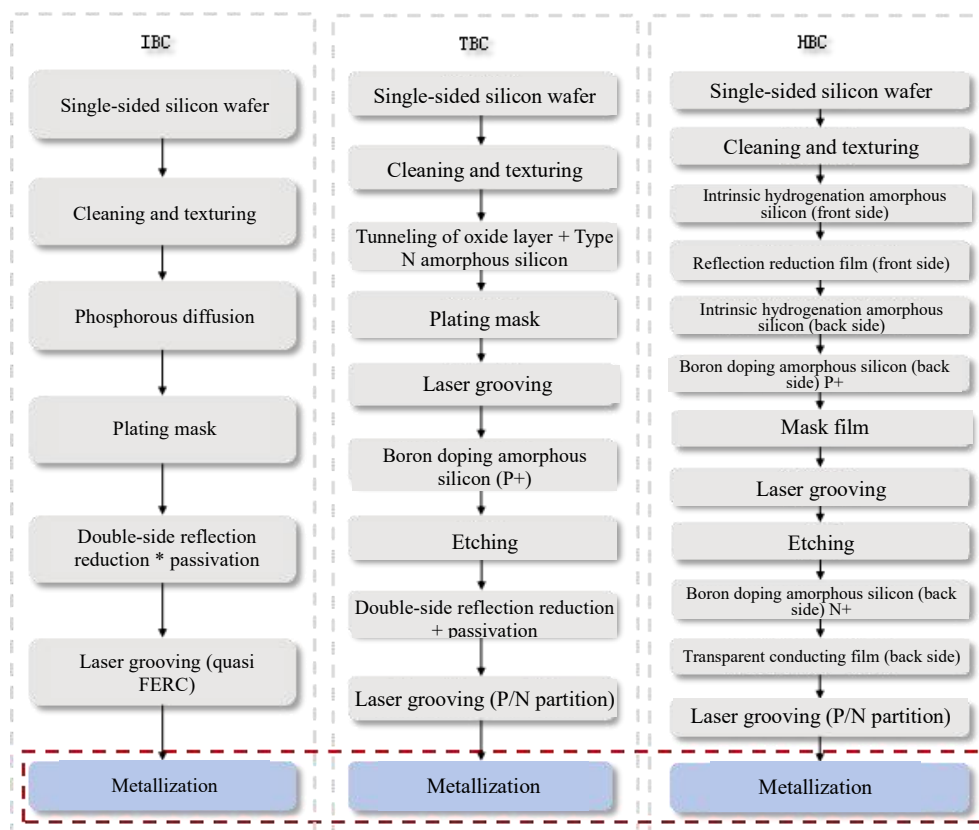 IBC
Single-sided silicon wafer
Cleaning and texturing
Phosphorous diffusion
Plating mask
Double-side reflection
reduction * passivation
Laser grooving (quasi
FERC)
Metallization
TBC
Single-sided silicon wafer
Cleaning and texturing
Tunneling of oxide layer + Type
N amorphous silicon
Plating mask
Laser grooving
Boron doping amorphous
silicon (P+)
Etching
Double-side reflection reduction
+ passivation
Laser grooving (P/N partition)
Metallization
HBC
Single-sided silicon wafer
Cleaning and texturing
Intrinsic hydrogenation amorphous
silicon (front side)
Reflection reduction film (front side)
Intrinsic hydrogenation amorphous
silicon (back side)
Boron doping amorphous silicon (back
side) P+
Mask film
Laser grooving
Etching
Boron doping amorphous silicon (back
side) N+
Transparent conducting film (back side)
Laser grooving (P/N partition)
Metallization